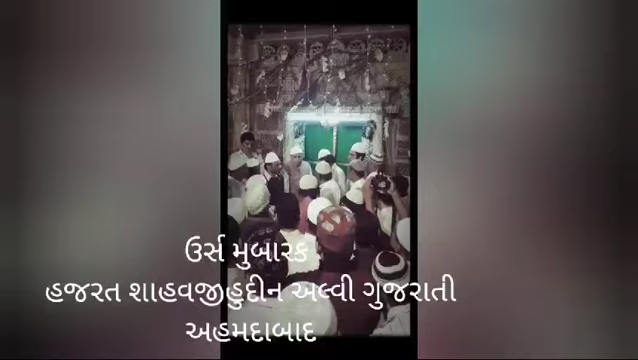 ઉર્સ મુબારક
હજરત શાહવજીહુદીન અલ્વી ગુજરાતી
અહમદાબાદ